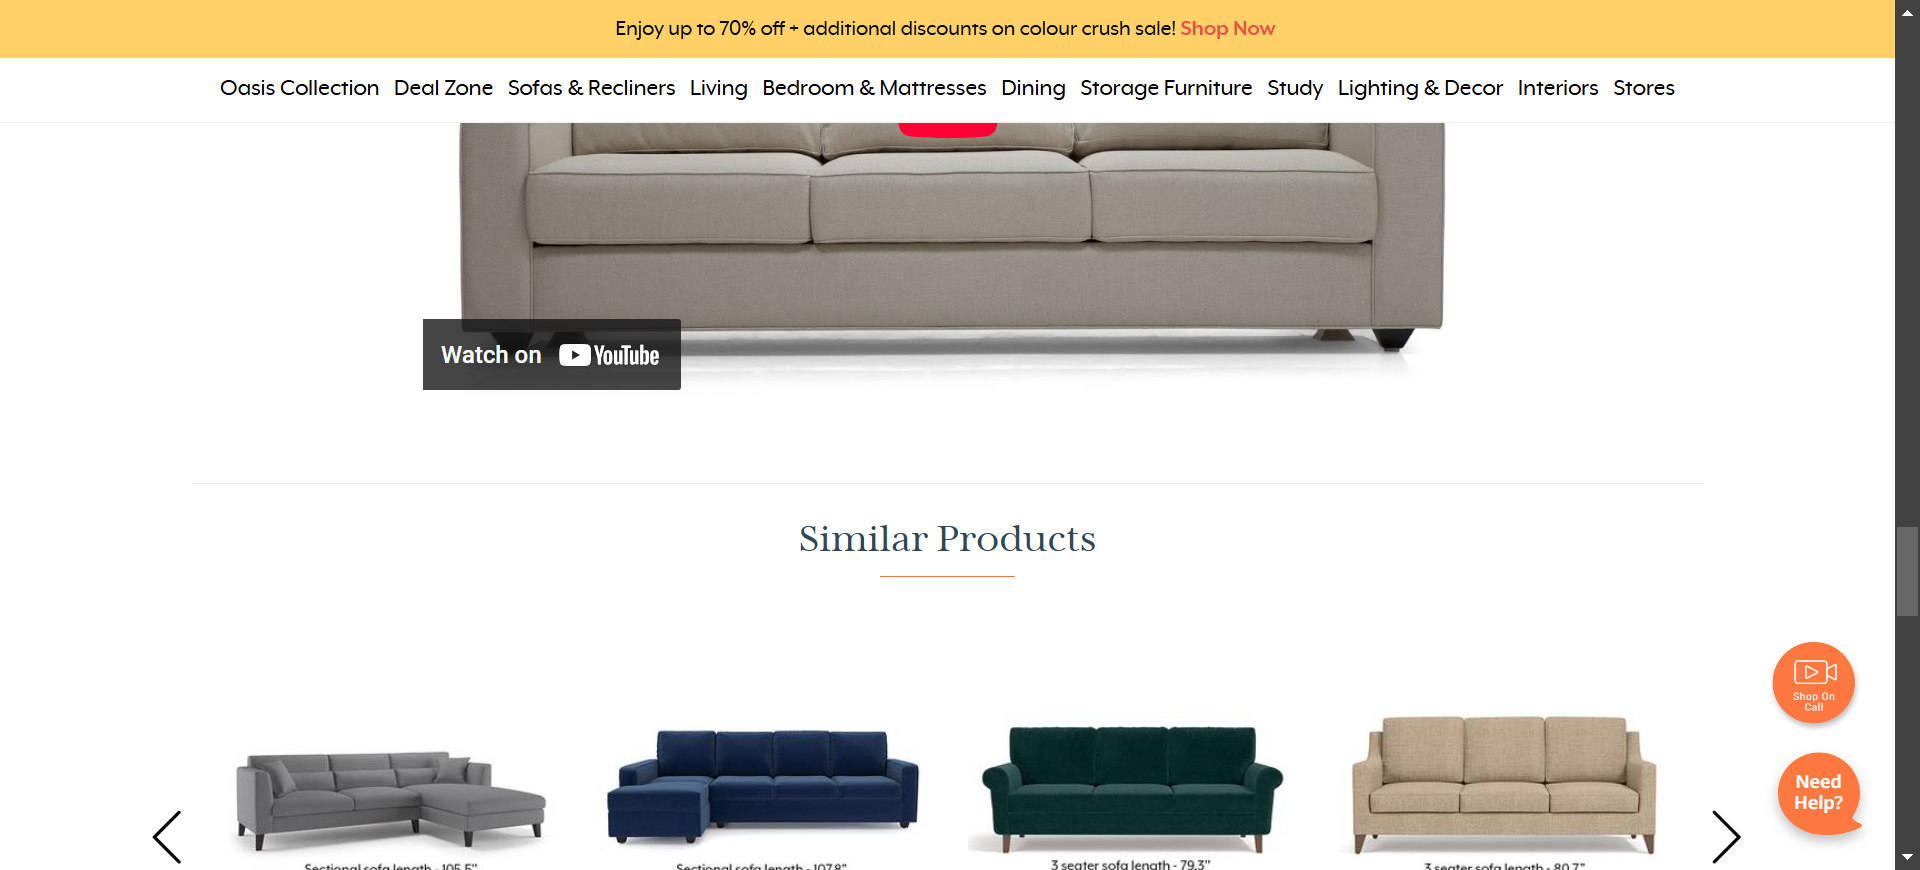 Enjoy up to 70% off + additional discounts on colour crush sale! Shop Now
Oasis Collection Deal Zone Sofas & Recliners Living Bedroom & Mattresses Dining Storage Furniture Study Lighting & Decor Interiors Stores
Watch on YouTube
Similar Products
Shop On
Call
Need
Help?
Sectional sofa length - 105.5"
Sectional sofa length - 107.8"
3 seater sofa length - 79.3"
3 seater sofa length - 80.7"